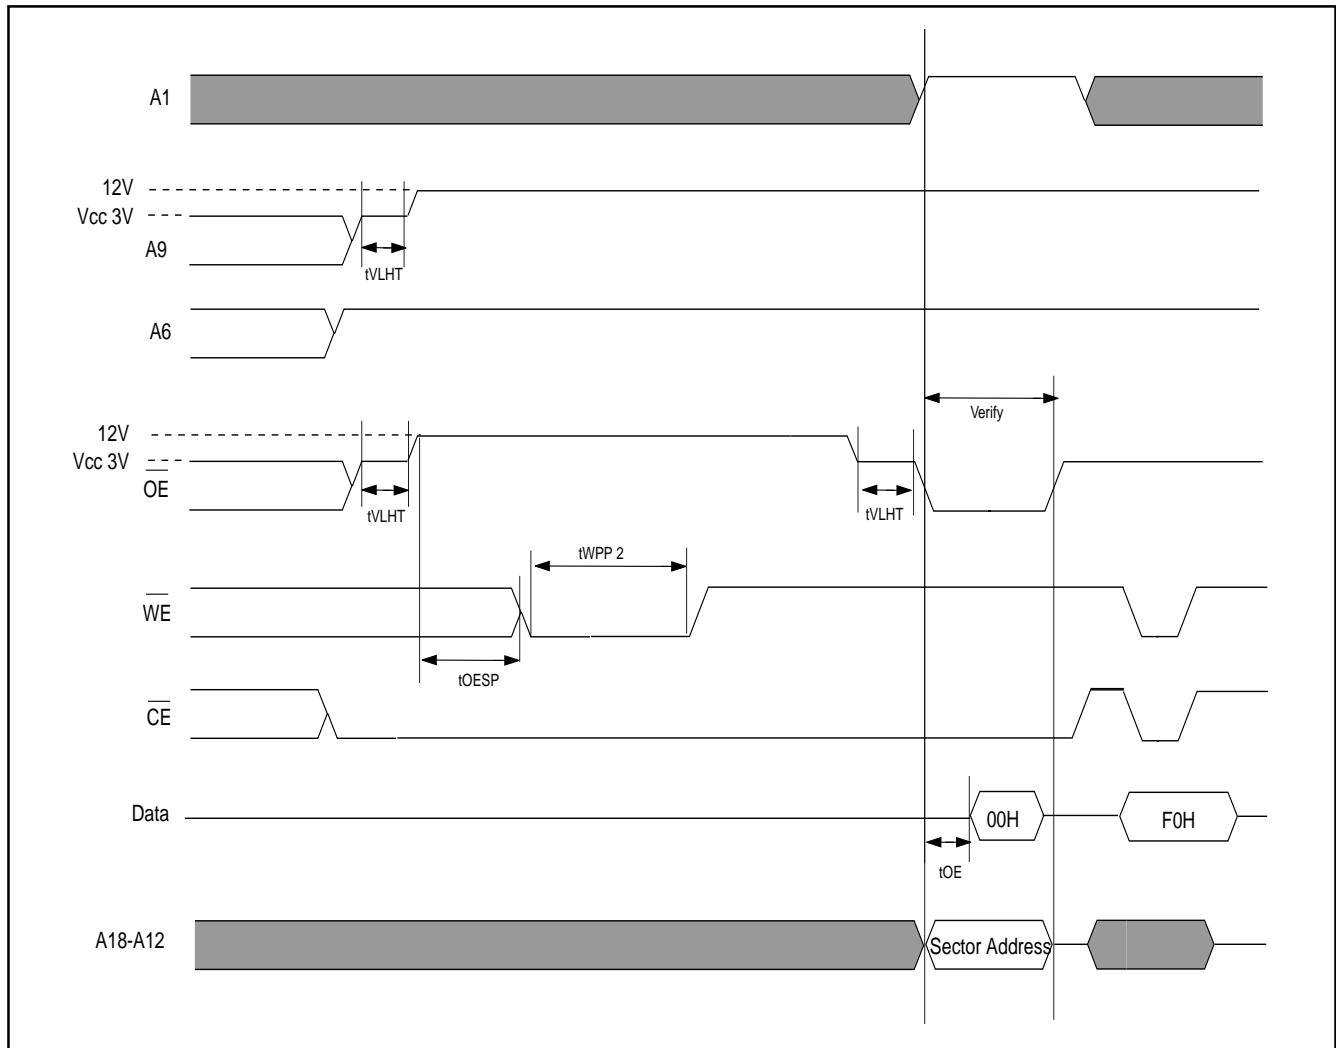 A1
12V
Vcc 3V
A9
tVLHT
A6
Verify
12V
Vcc 3V
OE
tVLHT
tVLHT
tWPP 2
WE
tOESP
CE
Data
00H
F0H
tOE
A18-A12
Sector Address